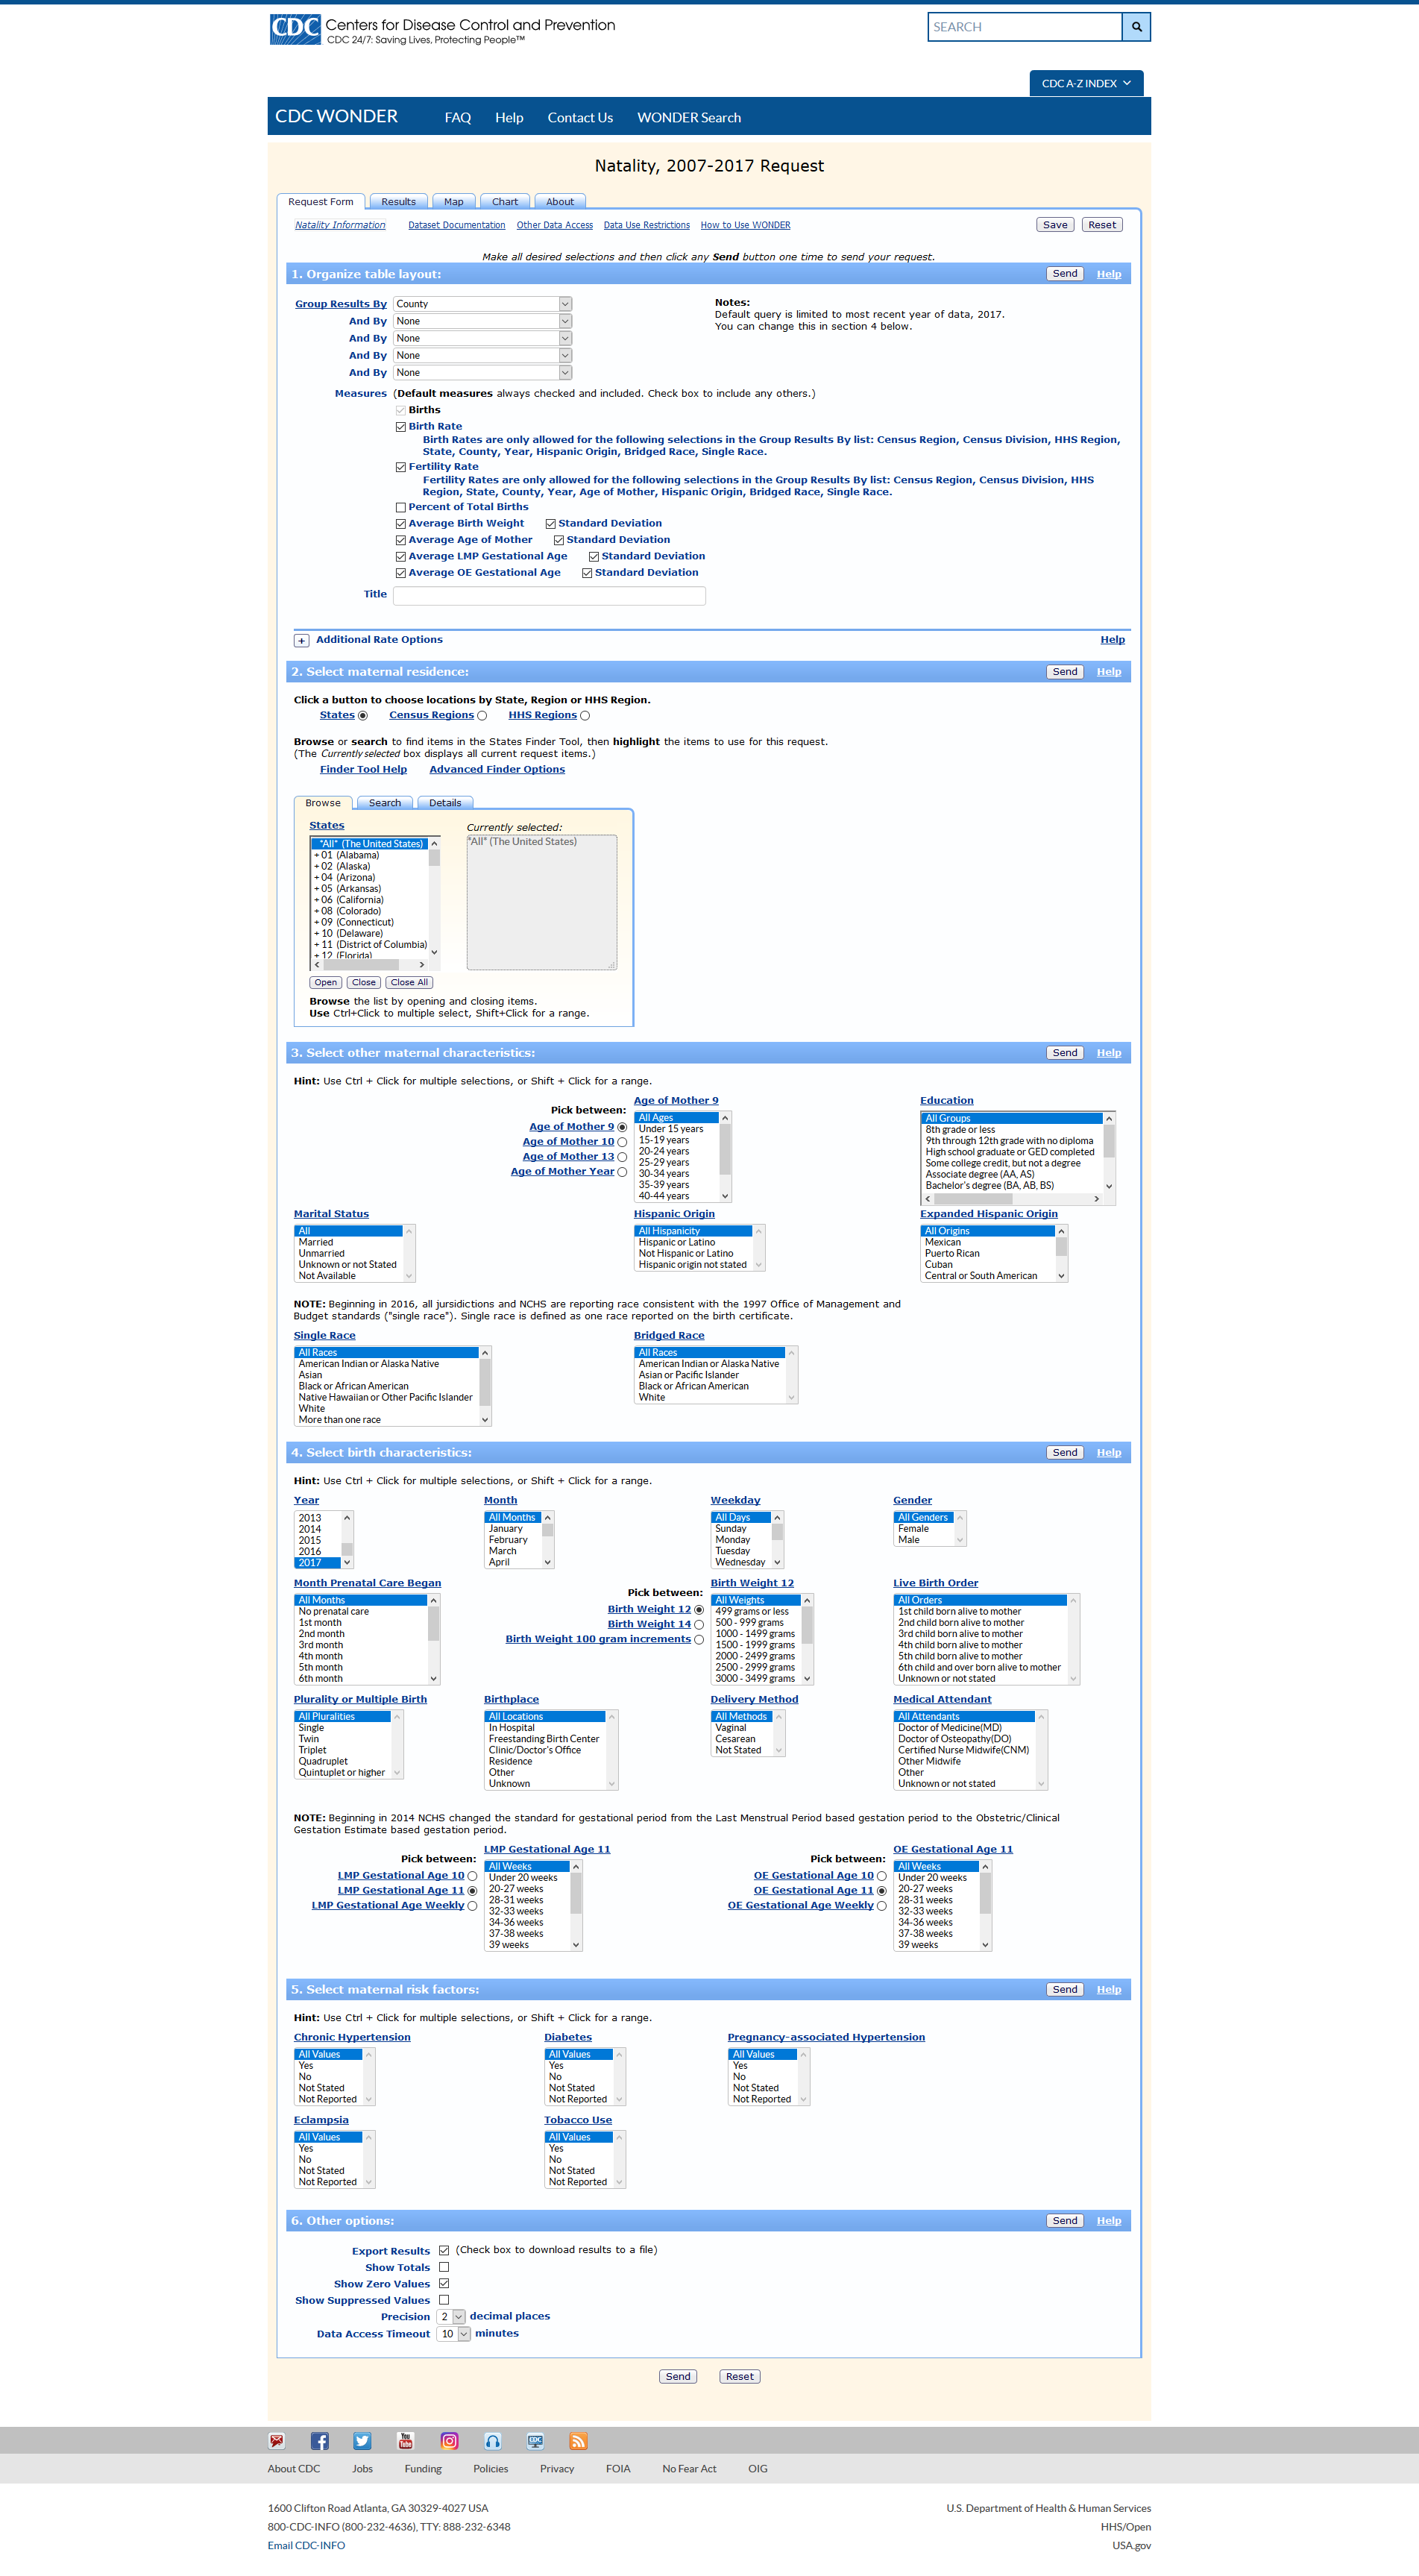 CDC Centers for Disease Control and Prevention
CDC 24/7: Saving Lives, Protecting People™
SEARCH
CDC A-Z INDEX
CDC WONDER FAQ Help Contact Us WONDER Search
Natality, 2007-2017 Request
Request Form Results Map Chart About
Natality Information Dataset Documentation Other Data Access Data Use Restrictions How to Use WONDER Save Reset
Make all desired selections and then click any Send button one time to send your request.
1. Organize table layout: Send Help
Group Results By County
And By None
And By None
And By None
And By None
Notes:
Default query is limited to most recent year of data, 2017.
You can change this in section 4 below.
Measures (Default measures always checked and included. Check box to include any others.)
Births
Birth Rate
Birth Rates are only allowed for the following selections in the Group Results By list: Census Region, Census Division, HHS Region,
State, County, Year, Hispanic Origin, Bridged Race, Single Race.
Fertility Rate
Fertility Rates are only allowed for the following selections in the Group Results By list: Census Region, Census Division, HHS
Region, State, County, Year, Age of Mother, Hispanic Origin, Bridged Race, Single Race.
Percent of Total Births
Average Birth Weight Standard Deviation
Average Age of Mother Standard Deviation
Average LMP Gestational Age Standard Deviation
Average OE Gestational Age Standard Deviation
Title
+ Additional Rate Options Help
2. Select maternal residence: Send Help
Click a button to choose locations by State, Region or HHS Region.
States Census Regions HHS Regions
Browse or search to find items in the States Finder Tool, then highlight the items to use for this request.
(The Currently selected box displays all current request items.)
Finder Tool Help Advanced Finder Options
Browse Search Details
States
*All* (The United States)
+ 01 (Alabama)
+ 02 (Alaska)
+ 04 (Arizona)
+ 05 (Arkansas)
+ 06 (California)
+ 08 (Colorado)
+ 09 (Connecticut)
+ 10 (Delaware)
+ 11 (District of Columbia)
+ 12 (Florida)
Currently selected:
*All* (The United States)
Open Close Close All
Browse the list by opening and closing items.
Use Ctrl+Click to multiple select, Shift+Click for a range.
3. Select other maternal characteristics: Send Help
Hint: Use Ctrl + Click for multiple selections, or Shift + Click for a range.
Pick between:
Age of Mother 9
Age of Mother 10
Age of Mother 13
Age of Mother Year
Age of Mother 9
All Ages
Under 15 years
15-19 years
20-24 years
25-29 years
30-34 years
35-39 years
40-44 years
Education
All Groups
8th grade or less
9th through 12th grade with no diploma
High school graduate or GED completed
Some college credit, but not a degree
Associate degree (AA, AS)
Bachelor's degree (BA, AB, BS)
Marital Status
All
Married
Unmarried
Unknown or not Stated
Not Available
Hispanic Origin
All Hispanicity
Hispanic or Latino
Not Hispanic or Latino
Hispanic origin not stated
Expanded Hispanic Origin
All Origins
Mexican
Puerto Rican
Cuban
Central or South American
NOTE: Beginning in 2016, all jursidictions and NCHS are reporting race consistent with the 1997 Office of Management and
Budget standards ("single race"). Single race is defined as one race reported on the birth certificate.
Single Race
All Races
American Indian or Alaska Native
Asian
Black or African American
Native Hawaiian or Other Pacific Islander
White
More than one race
Bridged Race
All Races
American Indian or Alaska Native
Asian or Pacific Islander
Black or African American
White
4. Select birth characteristics: Send Help
Hint: Use Ctrl + Click for multiple selections, or Shift + Click for a range.
Year
2013
2014
2015
2016
2017
Month
All Months
January
February
March
April
Weekday
All Days
Sunday
Monday
Tuesday
Wednesday
Gender
All Genders
Female
Male
Month Prenatal Care Began
All Months
No prenatal care
1st month
2nd month
3rd month
4th month
5th month
6th month
Pick between:
Birth Weight 12
Birth Weight 14
Birth Weight 100 gram increments
Birth Weight 12
All Weights
499 grams or less
500 - 999 grams
1000 - 1499 grams
1500 - 1999 grams
2000 - 2499 grams
2500 - 2999 grams
3000 - 3499 grams
Live Birth Order
All Orders
1st child born alive to mother
2nd child born alive to mother
3rd child born alive to mother
4th child born alive to mother
5th child born alive to mother
6th child and over born alive to mother
Unknown or not stated
Plurality or Multiple Birth
All Pluralities
Single
Twin
Triplet
Quadruplet
Quintuplet or higher
Birthplace
All Locations
In Hospital
Freestanding Birth Center
Clinic/Doctor's Office
Residence
Other
Unknown
Delivery Method
All Methods
Vaginal
Cesarean
Not Stated
Medical Attendant
All Attendants
Doctor of Medicine(MD)
Doctor of Osteopathy(DO)
Certified Nurse Midwife(CNM)
Other Midwife
Other
Unknown or not stated
NOTE: Beginning in 2014 NCHS changed the standard for gestational period from the Last Menstrual Period based gestation period to the Obstetric/Clinical
Gestation Estimate based gestation period.
Pick between:
LMP Gestational Age 10
LMP Gestational Age 11
LMP Gestational Age Weekly
LMP Gestational Age 11
All Weeks
Under 20 weeks
20-27 weeks
28-31 weeks
32-33 weeks
34-36 weeks
37-38 weeks
39 weeks
Pick between:
OE Gestational Age 10
OE Gestational Age 11
OE Gestational Age Weekly
OE Gestational Age 11
All Weeks
Under 20 weeks
20-27 weeks
28-31 weeks
32-33 weeks
34-36 weeks
37-38 weeks
39 weeks
5. Select maternal risk factors: Send Help
Hint: Use Ctrl + Click for multiple selections, or Shift + Click for a range.
Chronic Hypertension
All Values
Yes
No
Not Stated
Not Reported
Diabetes
All Values
Yes
No
Not Stated
Not Reported
Pregnancy-associated Hypertension
All Values
Yes
No
Not Stated
Not Reported
Eclampsia
All Values
Yes
No
Not Stated
Not Reported
Tobacco Use
All Values
Yes
No
Not Stated
Not Reported
6. Other options: Send Help
Export Results (Check box to download results to a file)
Show Totals
Show Zero Values
Show Suppressed Values
Precision 2 decimal places
Data Access Timeout 10 minutes
Send Reset
You Tube CDC
About CDC Jobs Funding Policies Privacy FOIA No Fear Act OIG
1600 Clifton Road Atlanta, GA 30329-4027 USA
800-CDC-INFO (800-232-4636), TTY: 888-232-6348
Email CDC-INFO
U.S. Department of Health & Human Services
HHS/Open
USA.gov